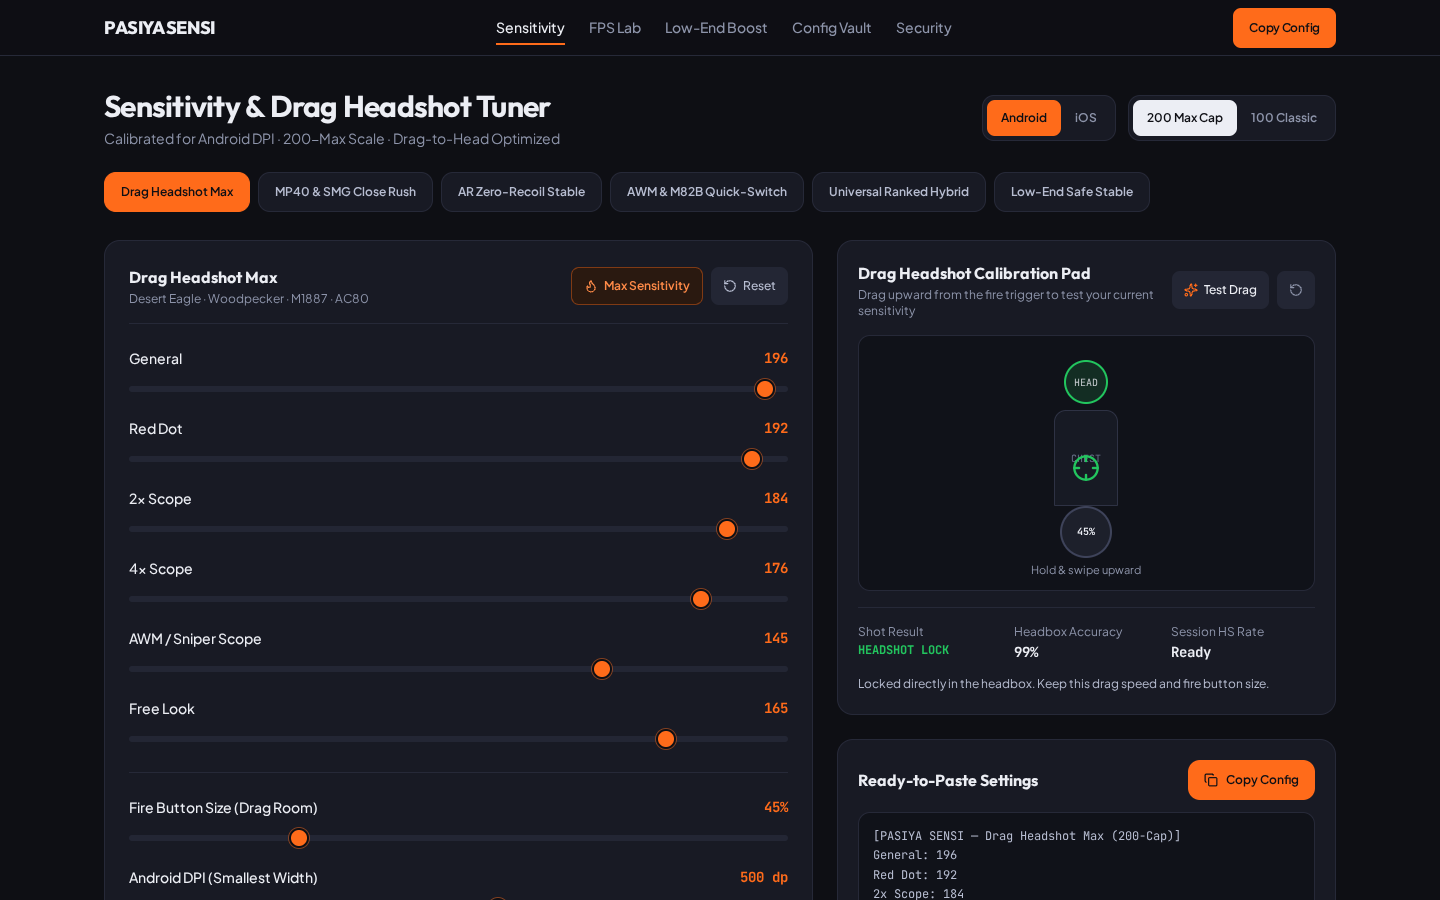 PASIYA SENSI
Sensitivity
FPS Lab
Low-End Boost
Config Vault
Security
Copy Config
Sensitivity & Drag Headshot Tuner
Calibrated for Android DPI · 200–Max Scale · Drag-to-Head Optimized
Android
iOS
200 Max Cap
100 Classic
Drag Headshot Max
MP40 & SMG Close Rush
AR Zero-Recoil Stable
AWM & M82B Quick-Switch
Universal Ranked Hybrid
Low-End Safe Stable
Drag Headshot Max
Desert Eagle · Woodpecker · M1887 · AC80
Max Sensitivity
Reset
General
196
Red Dot
192
2× Scope
184
4× Scope
176
AWM / Sniper Scope
145
Free Look
165
Fire Button Size (Drag Room)
45%
Android DPI (Smallest Width)
500 dp
Drag Headshot Calibration Pad
Drag upward from the fire trigger to test your current
sensitivity
Test Drag
HEAD
CHEST
45%
Hold & swipe upward
Shot Result
HEADSHOT LOCK
Headbox Accuracy
99%
Session HS Rate
Ready
Locked directly in the headbox. Keep this drag speed and fire button size.
Ready-to-Paste Settings
Copy Config
[PASIYA SENSI — Drag Headshot Max (200-Cap)]
General: 196
Red Dot: 192
2x Scope: 184